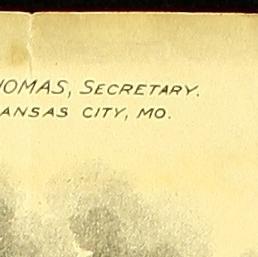 HOMAS, SECRETARY.
ANSAS CITY, MO.